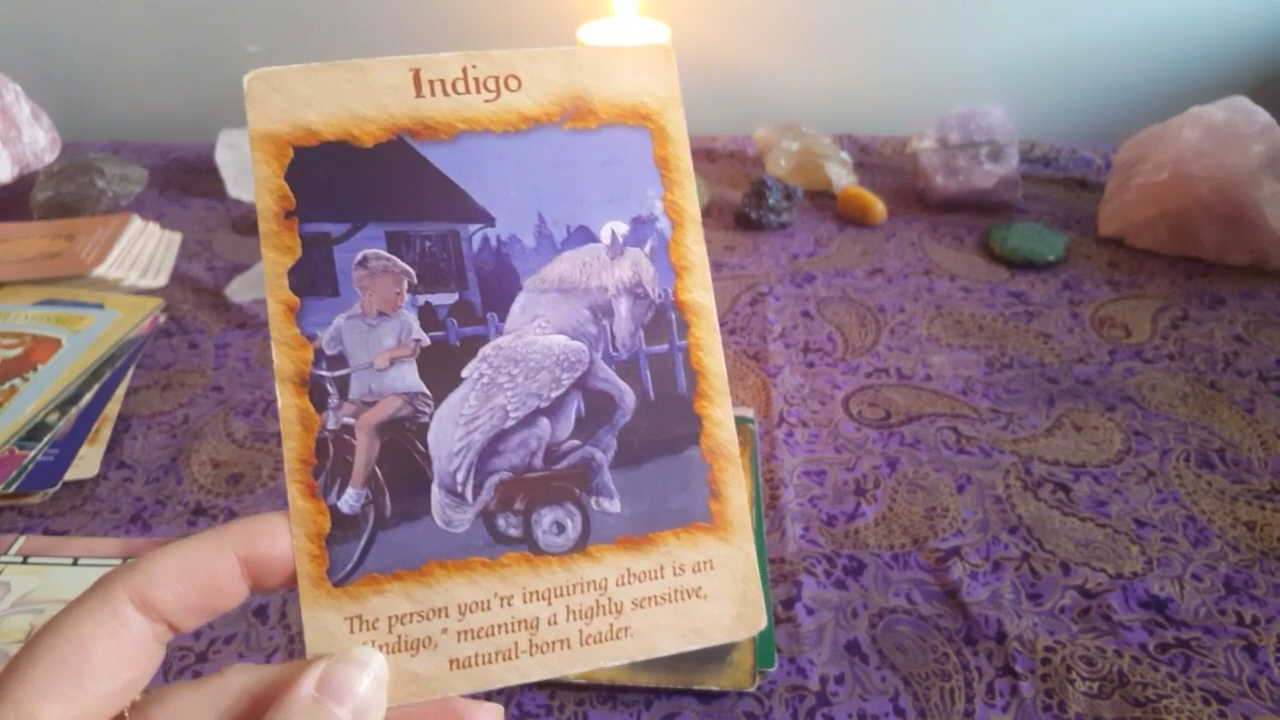 Indigo
The person you're inquiring about is an
"Indigo," meaning a highly sensitive,
natural-born leader.